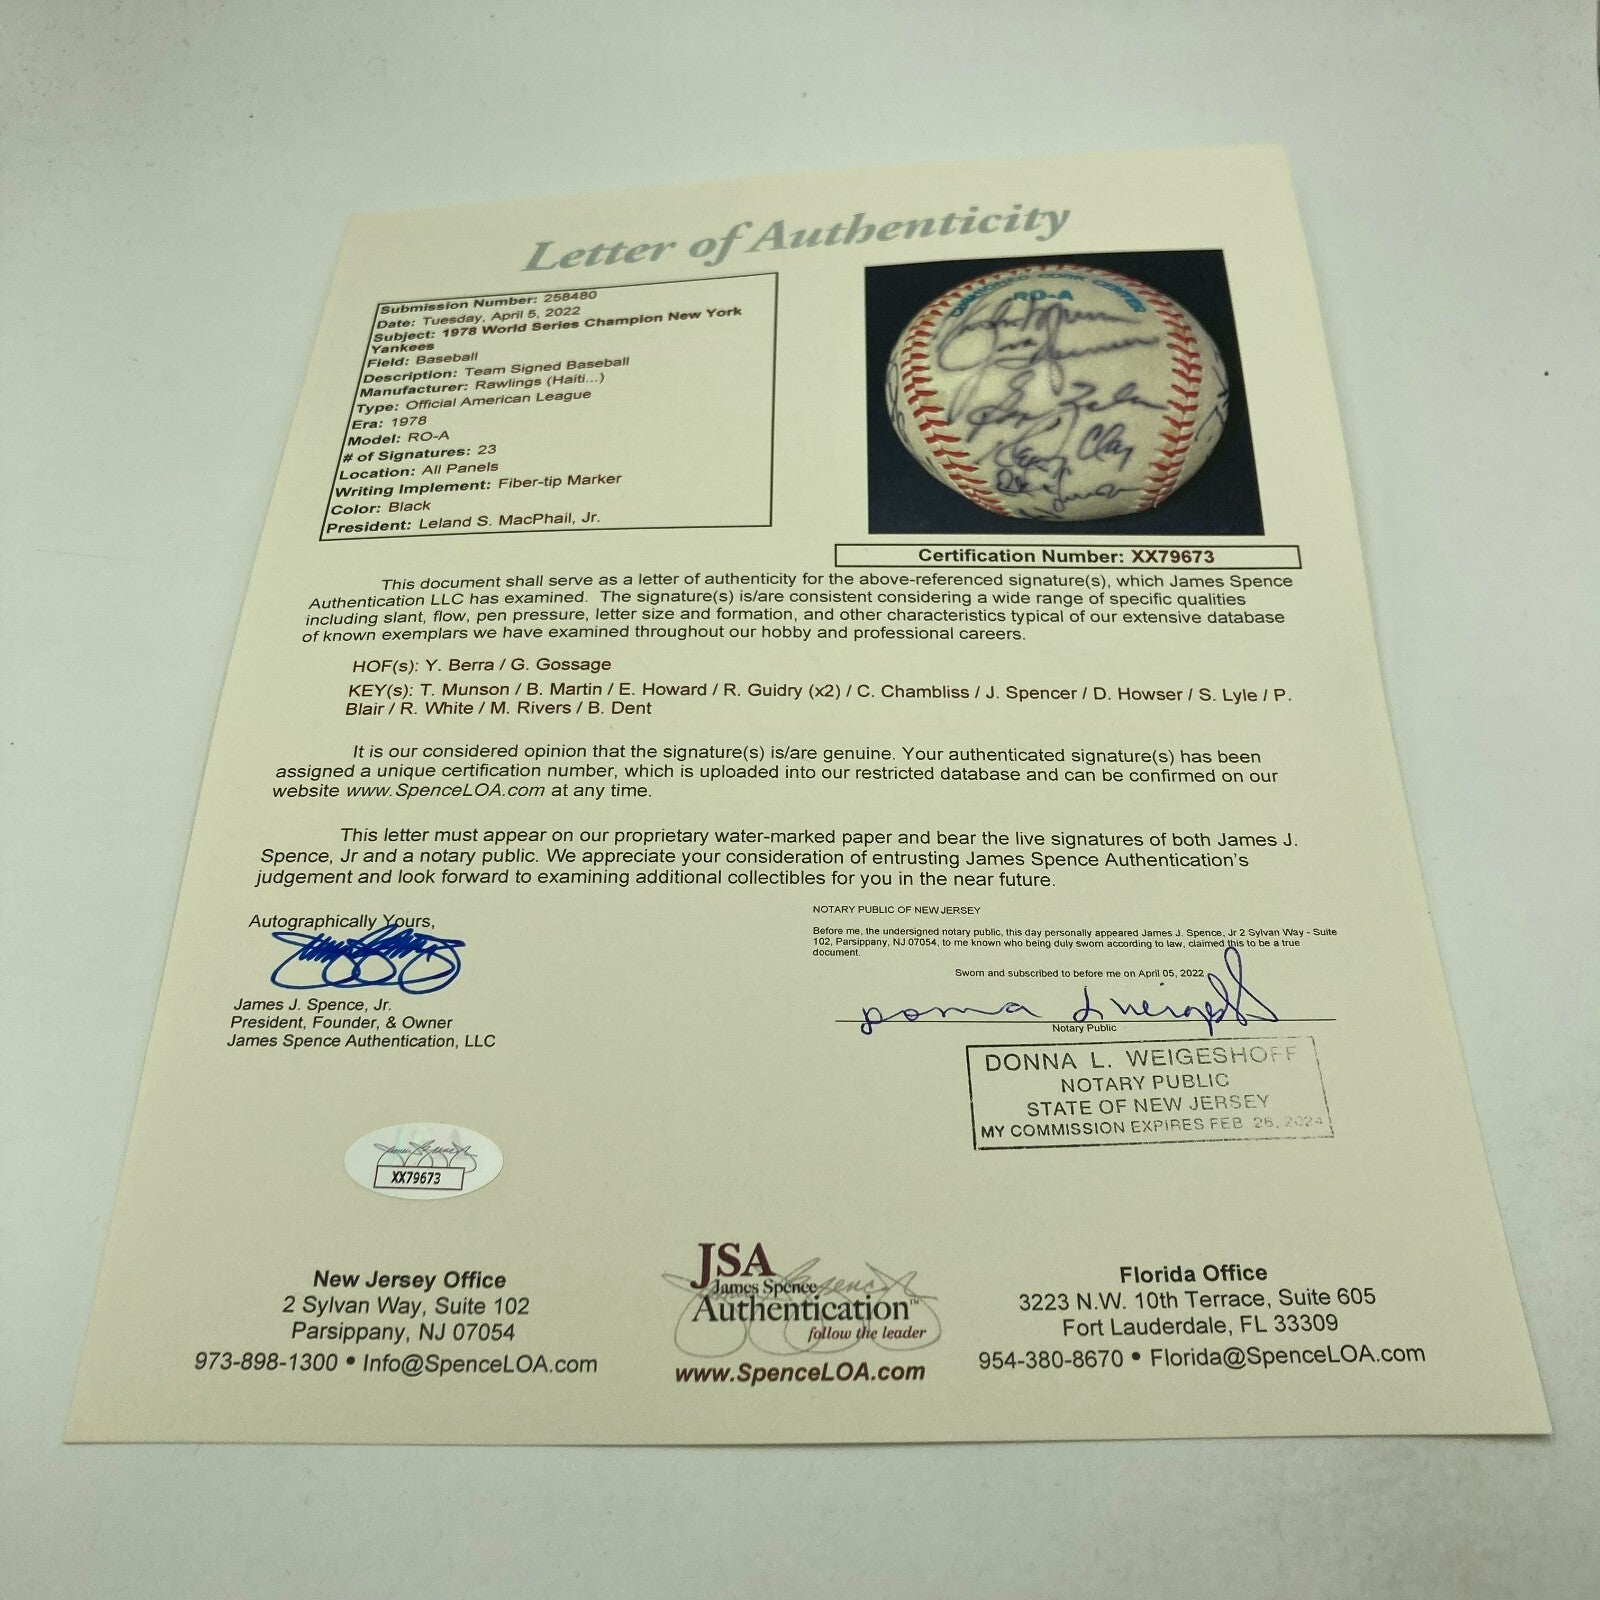 Letter of Authenticity
Submission Number: 258480
Date: Tuesday, April 5, 2022
Subject: 1978 World Series Champion New York
Yankees
Field: Baseball
Description: Team Signed Baseball
Manufacturer: Rawlings (Haiti...)
Type: Official American League
Era: 1978
Model: RO-A
# of Signatures: 23
Location: All Panels
Writing Implement: Fiber-tip Marker
Color: Black
President: Leland S. MacPhail, Jr.
RO-A
Thurman Munson
Ken Clay
Certification Number: XX79673
This document shall serve as a letter of authenticity for the above-referenced signature(s), which James Spence
Authentication LLC has examined. The signature(s) is/are consistent considering a wide range of specific qualities
including slant, flow, pen pressure, letter size and formation, and other characteristics typical of our extensive database
of known exemplars we have examined throughout our hobby and professional careers.
HOF(s): Y. Berra / G. Gossage
KEY(s): T. Munson / B. Martin / E. Howard / R. Guidry (x2) / C. Chambliss / J. Spencer / D. Howser / S. Lyle / P.
Blair / R. White / M. Rivers / B. Dent
It is our considered opinion that the signature(s) is/are genuine. Your authenticated signature(s) has been
assigned a unique certification number, which is uploaded into our restricted database and can be confirmed on our
website www.SpenceLOA.com at any time.
This letter must appear on our proprietary water-marked paper and bear the live signatures of both James J.
Spence, Jr and a notary public. We appreciate your consideration of entrusting James Spence Authentication's
judgement and look forward to examining additional collectibles for you in the near future.
Autographically Yours,
James J. Spence, Jr.
President, Founder, & Owner
James Spence Authentication, LLC
NOTARY PUBLIC OF NEW JERSEY
Before me, the undersigned notary public, this day personally appeared James J. Spence, Jr 2 Sylvan Way - Suite
102, Parsippany, NJ 07054, to me known who being duly sworn according to law, claimed this to be a true
document.
Sworn and subscribed to before me on April 05, 2022
Donna L Weigeshoff
Notary Public
DONNA L. WEIGESHOFF
NOTARY PUBLIC
STATE OF NEW JERSEY
MY COMMISSION EXPIRES FEB 26, 2024
XX79673
New Jersey Office
2 Sylvan Way, Suite 102
Parsippany, NJ 07054
973-898-1300 • Info@SpenceLOA.com
JSA
James Spence
Authentication™
follow the leader
www.SpenceLOA.com
Florida Office
3223 N.W. 10th Terrace, Suite 605
Fort Lauderdale, FL 33309
954-380-8670 • Florida@SpenceLOA.com